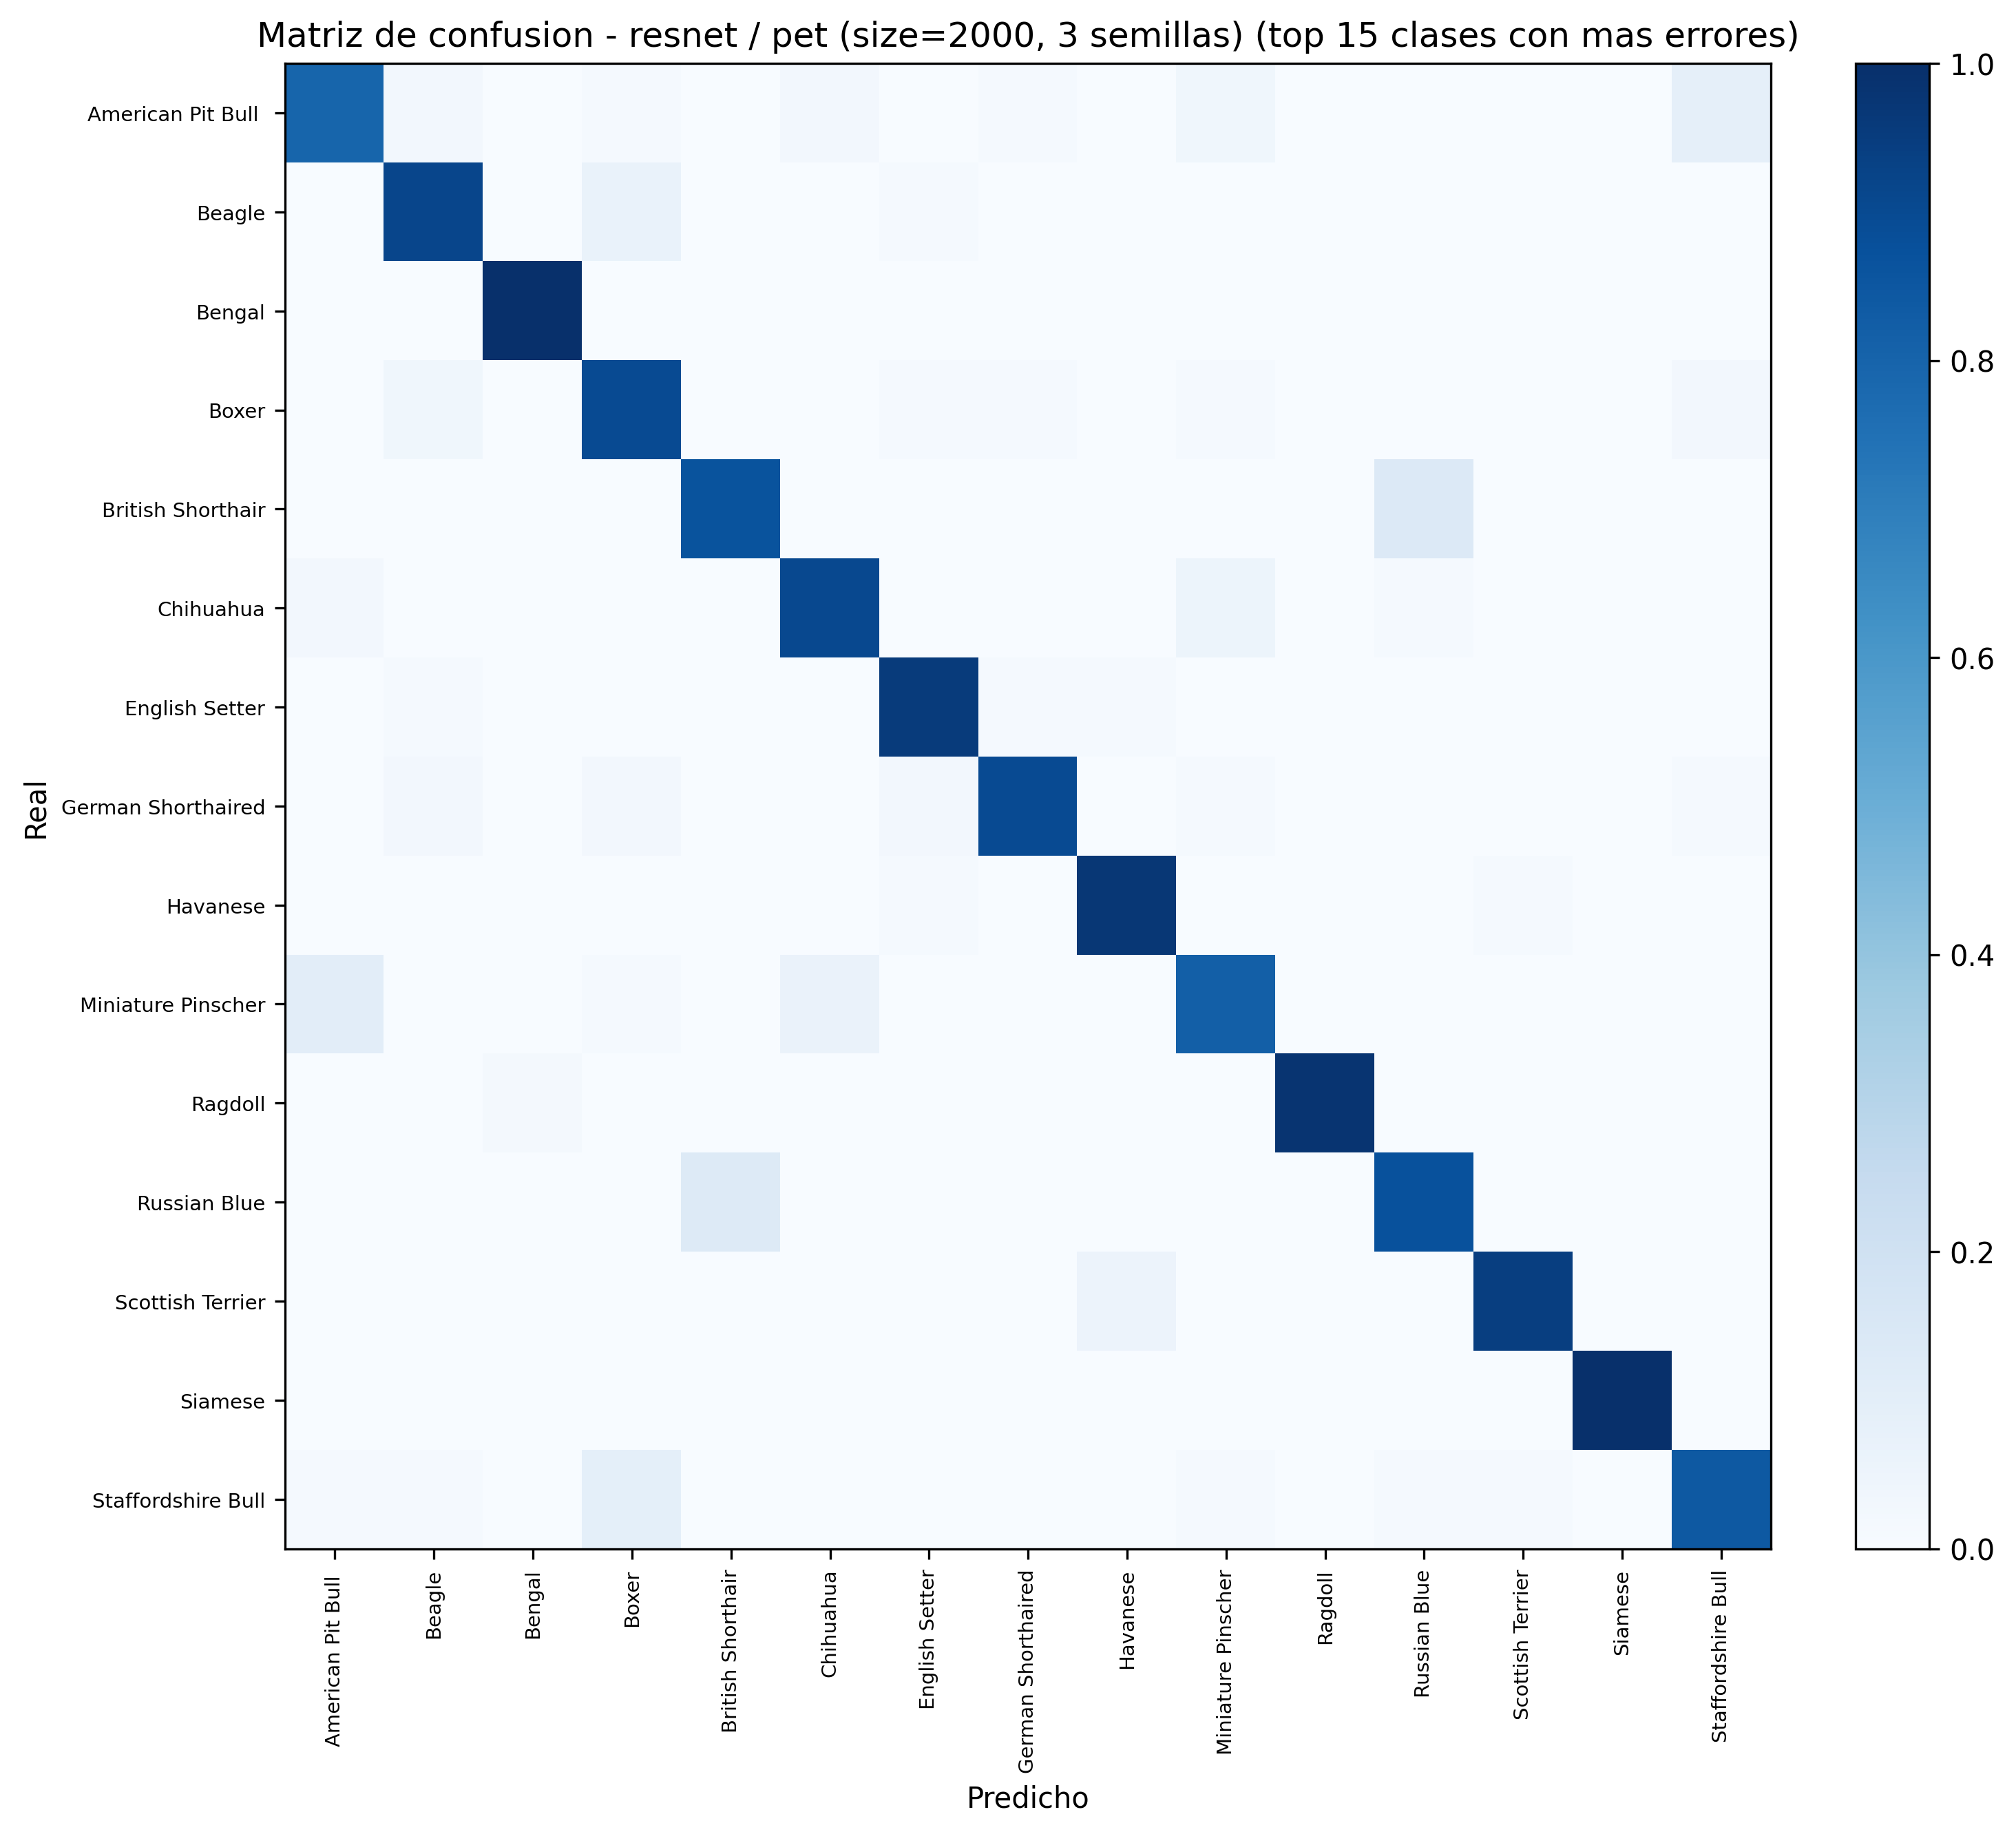 Matriz de confusion - resnet / pet (size=2000, 3 semillas) (top 15 clases con mas errores)
Real
American Pit Bull
Beagle
Bengal
Boxer
British Shorthair
Chihuahua
English Setter
German Shorthaired
Havanese
Miniature Pinscher
Ragdoll
Russian Blue
Scottish Terrier
Siamese
Staffordshire Bull
American Pit Bull
Beagle
Bengal
Boxer
British Shorthair
Chihuahua
English Setter
German Shorthaired
Havanese
Miniature Pinscher
Ragdoll
Russian Blue
Scottish Terrier
Siamese
Staffordshire Bull
Predicho
1.0
0.8
0.6
0.4
0.2
0.0